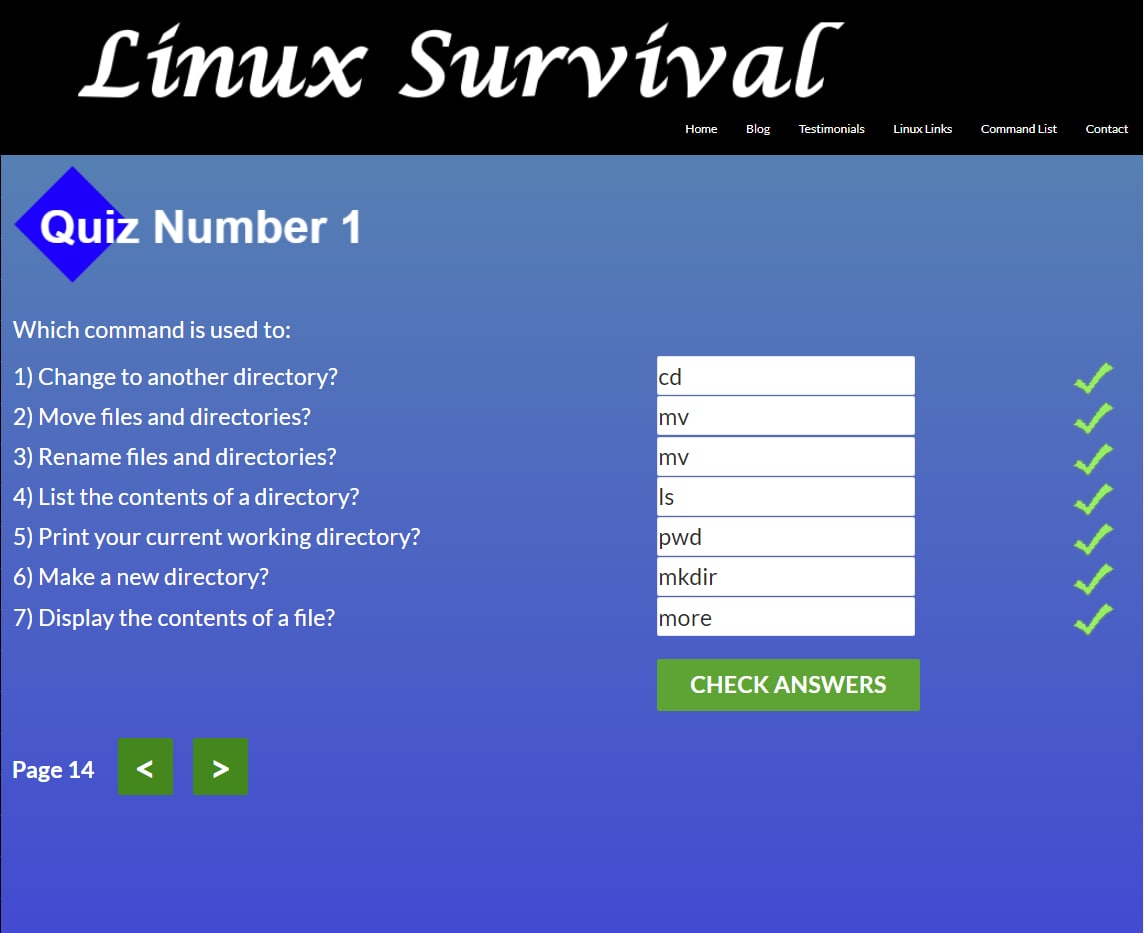 Linux Survival
Home Blog Testimonials Linux Links Command List Contact
Quiz Number 1
Which command is used to:
1) Change to another directory? cd
2) Move files and directories? mv
3) Rename files and directories? mv
4) List the contents of a directory? ls
5) Print your current working directory? pwd
6) Make a new directory? mkdir
7) Display the contents of a file? more
CHECK ANSWERS
Page 14 < >